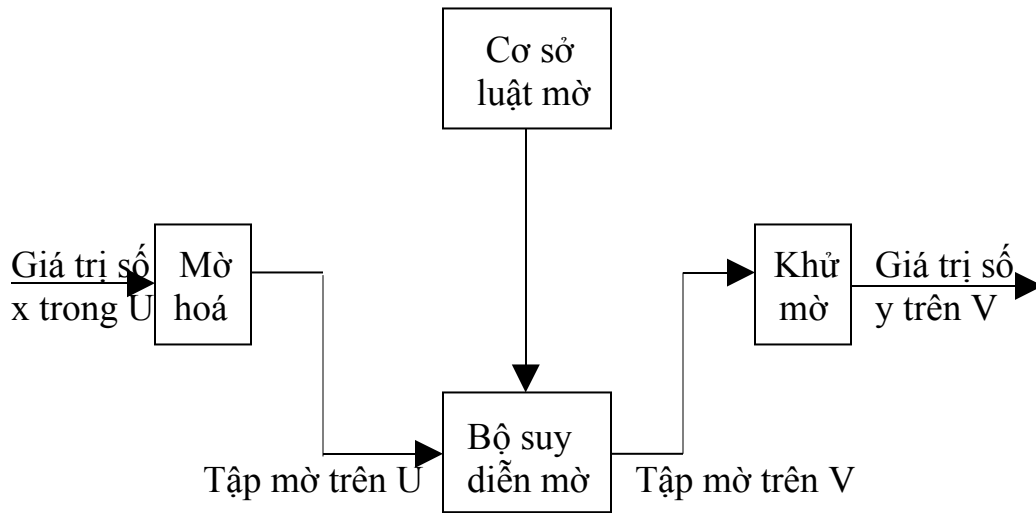 Cơ sở
luật mờ
Giá trị số
x trong U
Mờ
hoá
Khử
mờ
Giá trị số
y trên V
Tập mờ trên U
Bộ suy
diễn mờ
Tập mờ trên V